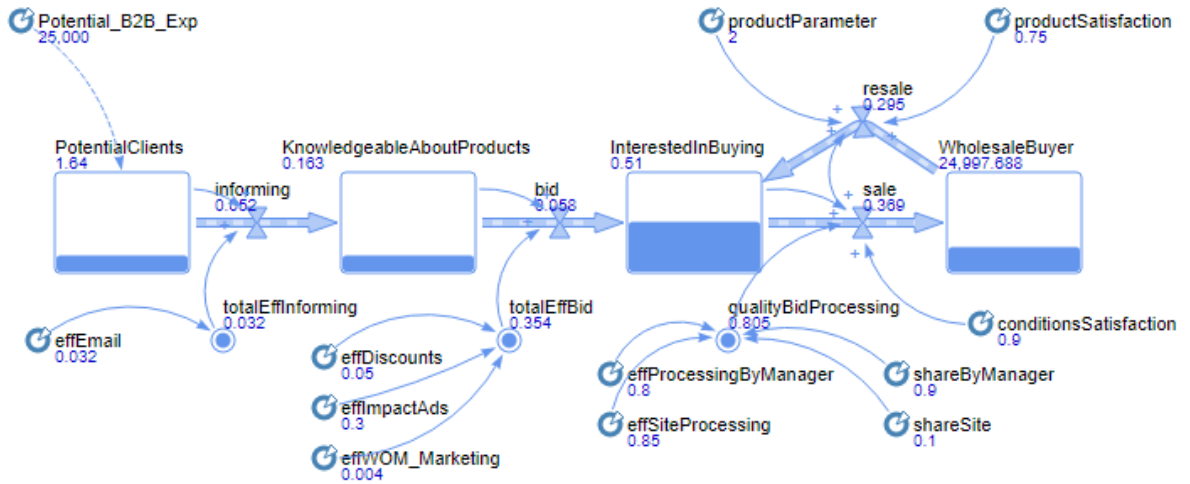 Potential_B2B_Exp
25,000
productParameter
2
productSatisfaction
0.75
resale
0.295
PotentialClients
1.64
KnowledgeableAboutProducts
0.163
InterestedInBuying
0.51
WholesaleBuyer
24,997.688
informing
0.052
bid
0.058
sale
0.369
totalEffInforming
0.032
totalEffBid
0.354
qualityBidProcessing
0.805
conditionsSatisfaction
0.9
effEmail
0.032
effDiscounts
0.05
effProcessingByManager
0.8
shareByManager
0.9
effImpactAds
0.3
effSiteProcessing
0.85
shareSite
0.1
effWOM_Marketing
0.004